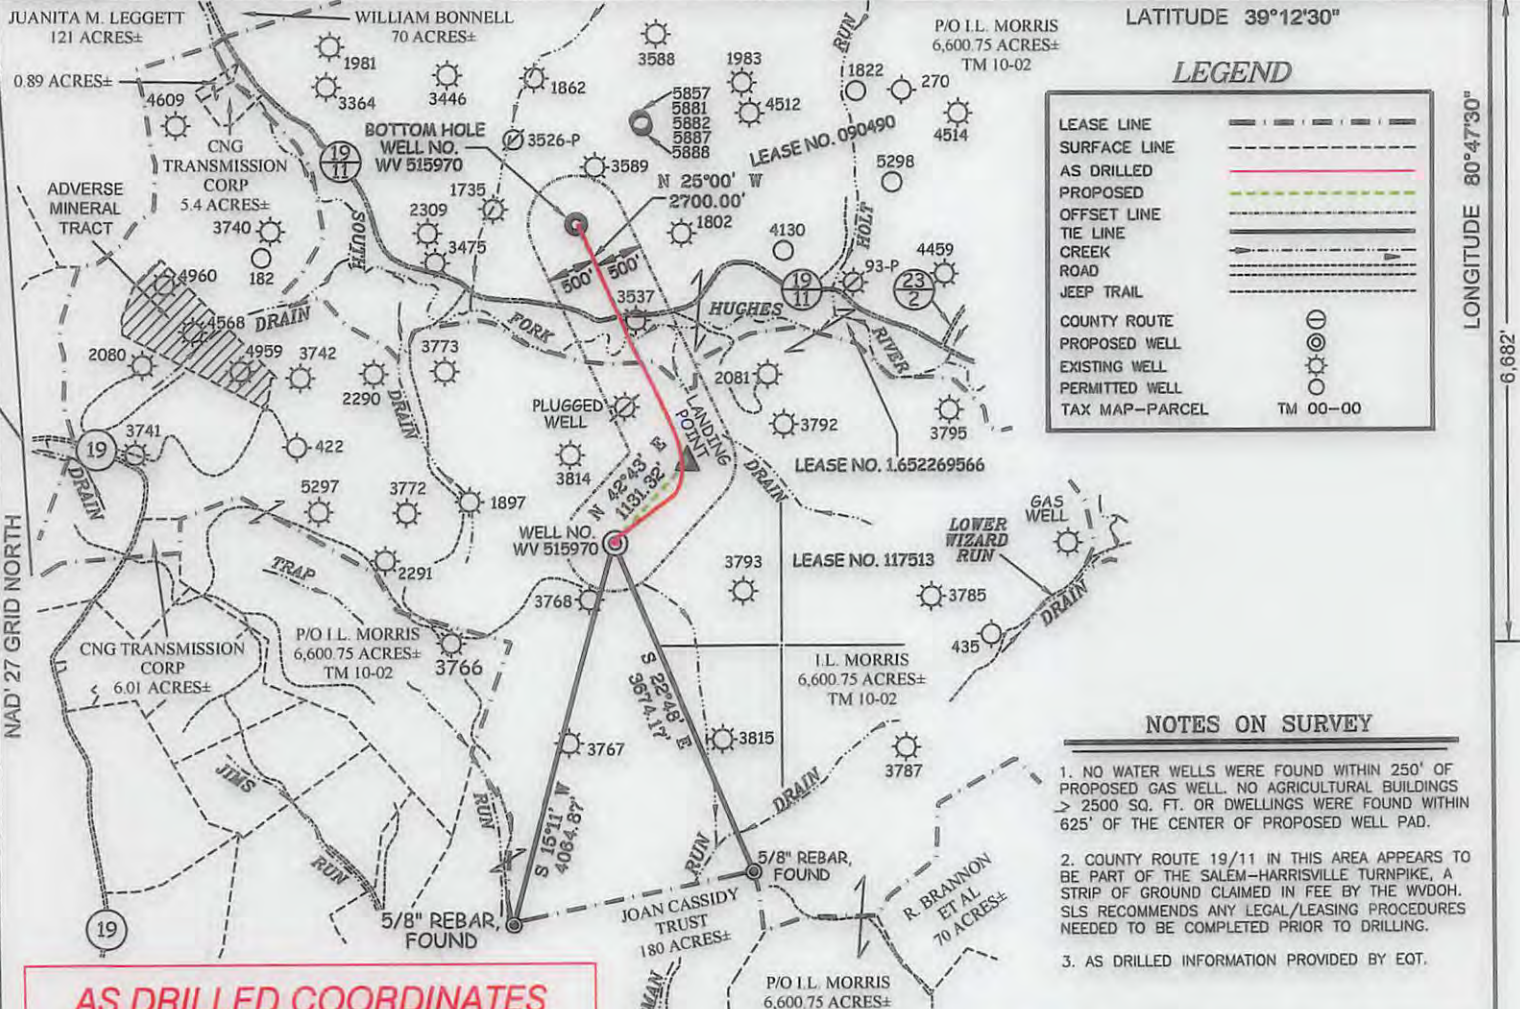 JUANITA M. LEGGETT
121 ACRES±
WILLIAM BONNELL
70 ACRES±
0.89 ACRES±
4609
1981
3364
3446
1862
3588
1983
4512
5857
5881
5882
5887
5888
RUN
P/O I.L. MORRIS
6,600.75 ACRES±
TM 10-02
1822
270
4514
LATITUDE 39°12'30"
LEGEND
LEASE LINE
SURFACE LINE
AS DRILLED
PROPOSED
OFFSET LINE
TIE LINE
CREEK
ROAD
JEEP TRAIL
COUNTY ROUTE
PROPOSED WELL
EXISTING WELL
PERMITTED WELL
TAX MAP-PARCEL TM 00-00
LONGITUDE 80°47'30"
6,682'
CNG
TRANSMISSION
CORP
5.4 ACRES±
19
11
BOTTOM HOLE
WELL NO.
WV 515970
3526-P
3589
LEASE NO. 090490
N 25°00' W
2700.00'
5298
ADVERSE
MINERAL
TRACT
3740
182
SOUTH
2309
3475
1735
1802
4130
HOLT
4459
93-P
19
11
23
2
500'
500'
4960
4568
4959
2080
3742
2290
DRAIN
DRAIN
3773
FORK
3537
HUGHES
RIVER
2081
3792
3795
PLUGGED
WELL
LANDING
POINT
3741
19
422
DRAIN
3814
N 42°43' E
1131.32'
DRAIN
LEASE NO. 1.652269566
5297
3772
1897
WELL NO.
WV 515970
LEASE NO. 117513
LOWER
WIZARD
RUN
GAS
WELL
NAD'27 GRID NORTH
TRAP
2291
3768
3793
3785
435
DRAIN
CNG TRANSMISSION
CORP
6.01 ACRES±
P/O I.L. MORRIS
6,600.75 ACRES±
TM 10-02
3766
S 22°48' E
3674.17'
I.L. MORRIS
6,600.75 ACRES±
TM 10-02
3767
3815
3787
JIMS
RUN
RUN
S 15°11' W
4064.87'
DRAIN
RUN
5/8" REBAR,
FOUND
5/8" REBAR,
FOUND
JOAN CASSIDY
TRUST
180 ACRES±
R. BRANNON
ET AL
70 ACRES±
19
P/O I.L. MORRIS
6,600.75 ACRES±
MAN
NOTES ON SURVEY
1. NO WATER WELLS WERE FOUND WITHIN 250' OF
PROPOSED GAS WELL. NO AGRICULTURAL BUILDINGS
> 2500 SQ. FT. OR DWELLINGS WERE FOUND WITHIN
625' OF THE CENTER OF PROPOSED WELL PAD.
2. COUNTY ROUTE 19/11 IN THIS AREA APPEARS TO
BE PART OF THE SALEM-HARRISVILLE TURNPIKE, A
STRIP OF GROUND CLAIMED IN FEE BY THE WVDOH.
SLS RECOMMENDS ANY LEGAL/LEASING PROCEDURES
NEEDED TO BE COMPLETED PRIOR TO DRILLING.
3. AS DRILLED INFORMATION PROVIDED BY EQT.
AS DRILLED COORDINATES